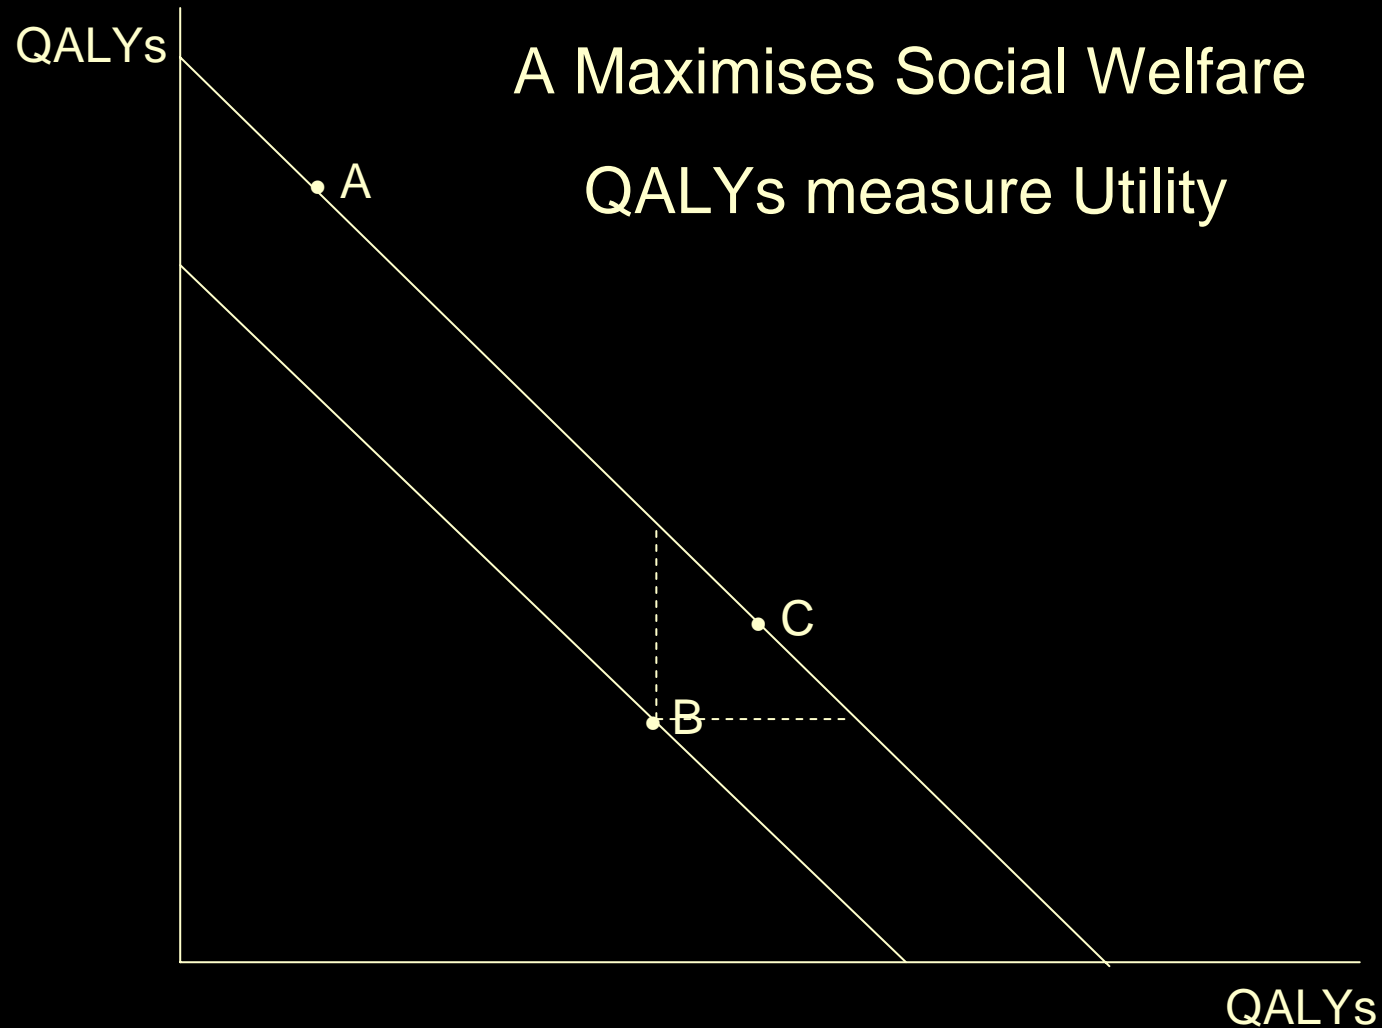 QALYs
A Maximises Social Welfare
QALYs measure Utility
A
C
B
QALYs